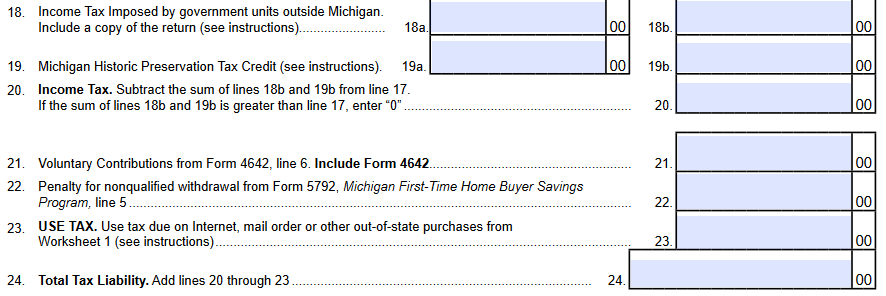 18. Income Tax Imposed by government units outside Michigan.
Include a copy of the return (see instructions)........................ 18a. 00 18b. 00
19. Michigan Historic Preservation Tax Credit (see instructions). 19a. 00 19b. 00
20. Income Tax. Subtract the sum of lines 18b and 19b from line 17.
If the sum of lines 18b and 19b is greater than line 17, enter “0” ........................................................ 20. 00
21. Voluntary Contributions from Form 4642, line 6. Include Form 4642.................................................. 21. 00
22. Penalty for nonqualified withdrawal from Form 5792, Michigan First-Time Home Buyer Savings
Program, line 5 .............................................................................................................................. 22. 00
23. USE TAX. Use tax due on Internet, mail order or other out-of-state purchases from
Worksheet 1 (see instructions)........................................................................................................ 23. 00
24. Total Tax Liability. Add lines 20 through 23 ........................................................................... 24. 00